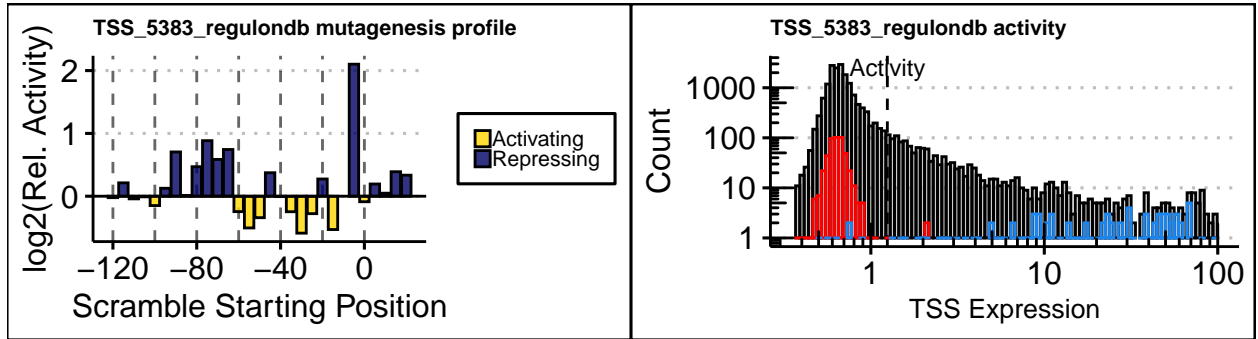 TSS_5383_regulondb mutagenesis profile
log2(Rel. Activity)
2
1
0
−120
−80
−40
0
Scramble Starting Position
Activating
Repressing
TSS_5383_regulondb activity
Activity
Count
1000
100
10
1
1
10
100
TSS Expression